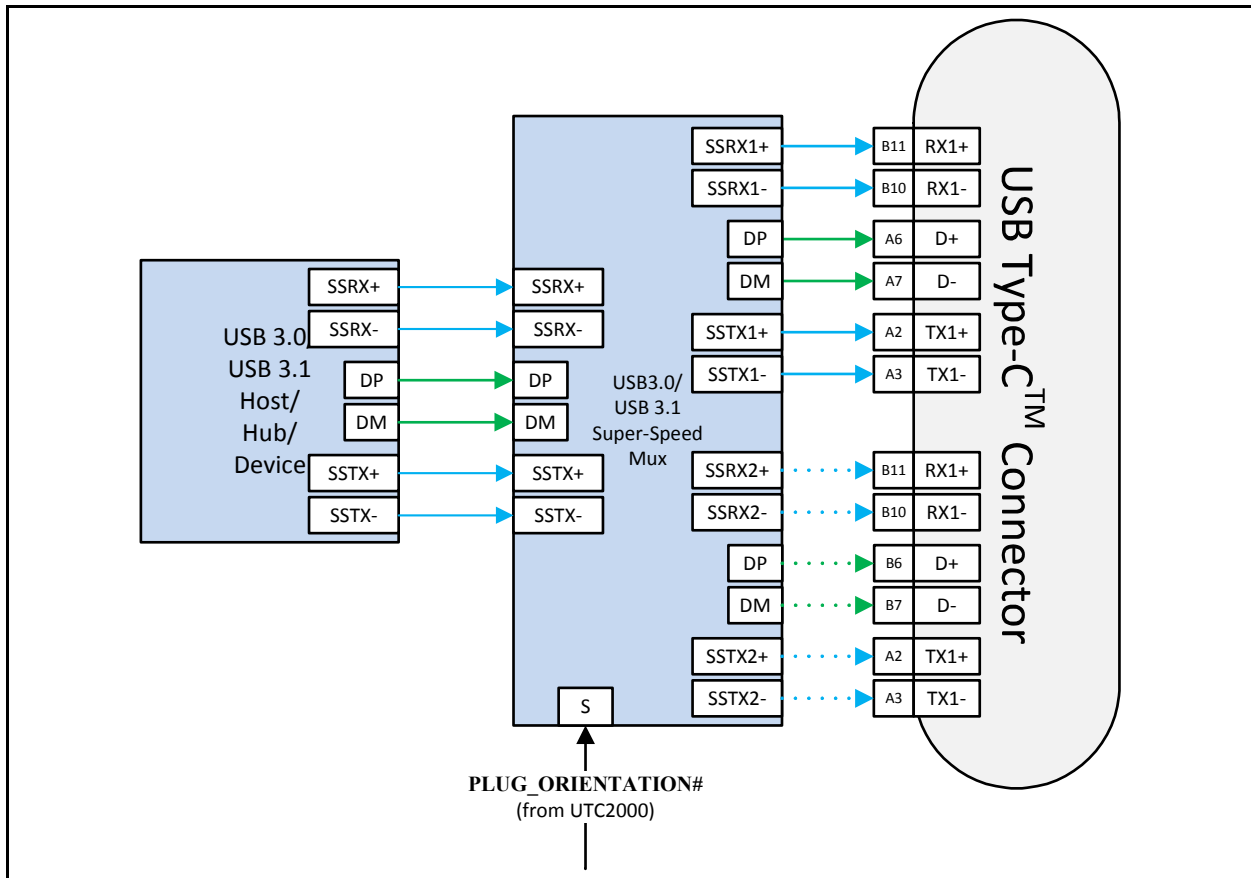 SSRX+
SSRX-
DP
DM
SSTX+
SSTX-
USB 3.0/
USB 3.1
Host/
Hub/
Device
SSRX+
SSRX-
DP
DM
SSTX+
SSTX-
USB3.0/
USB 3.1
Super-Speed
Mux
S
SSRX1+
SSRX1-
DP
DM
SSTX1+
SSTX1-
SSRX2+
SSRX2-
DP
DM
SSTX2+
SSTX2-
B11 RX1+
B10 RX1-
A6 D+
A7 D-
A2 TX1+
A3 TX1-
B11 RX1+
B10 RX1-
B6 D+
B7 D-
A2 TX1+
A3 TX1-
USB Type-C™ Connector
PLUG_ORIENTATION#
(from UTC2000)